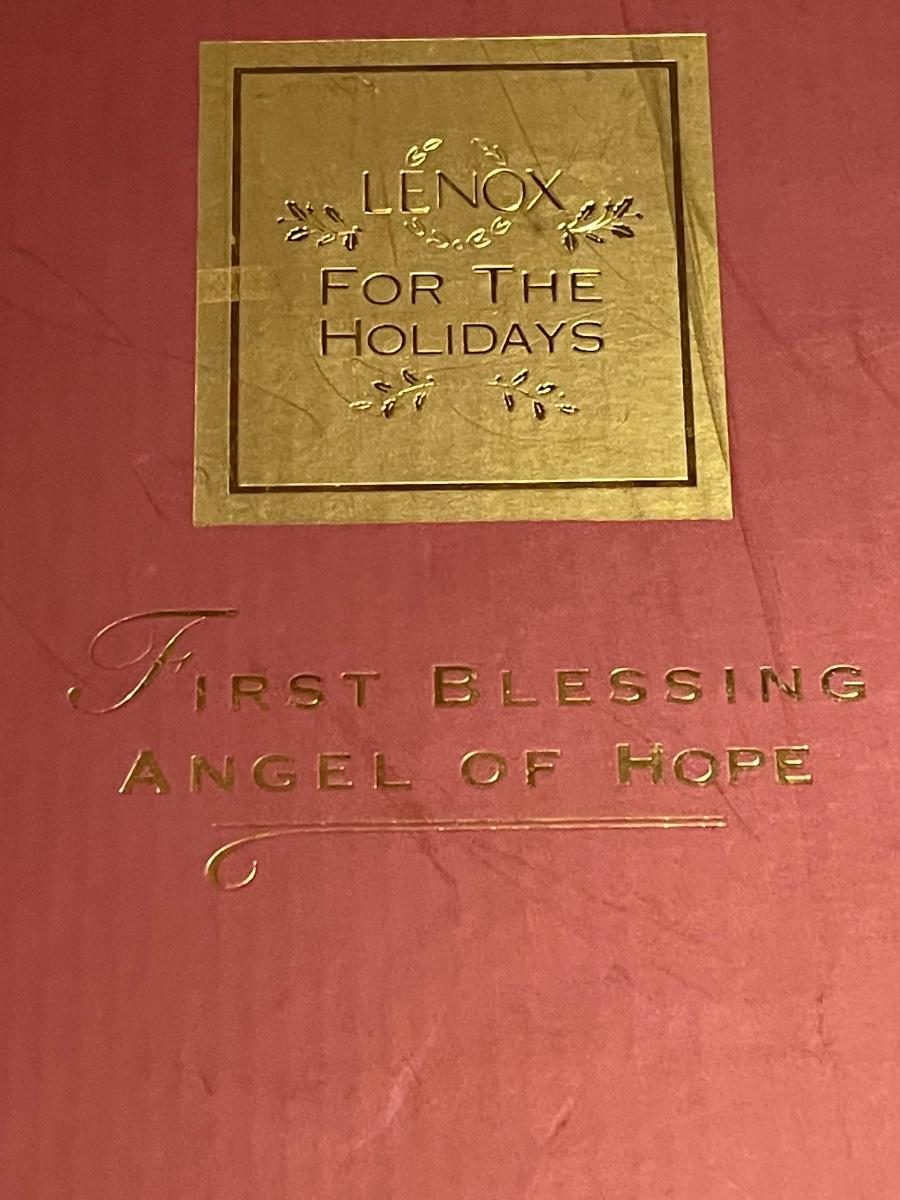 LENOX
FOR THE
HOLIDAYS
FIRST BLESSING
ANGEL OF HOPE